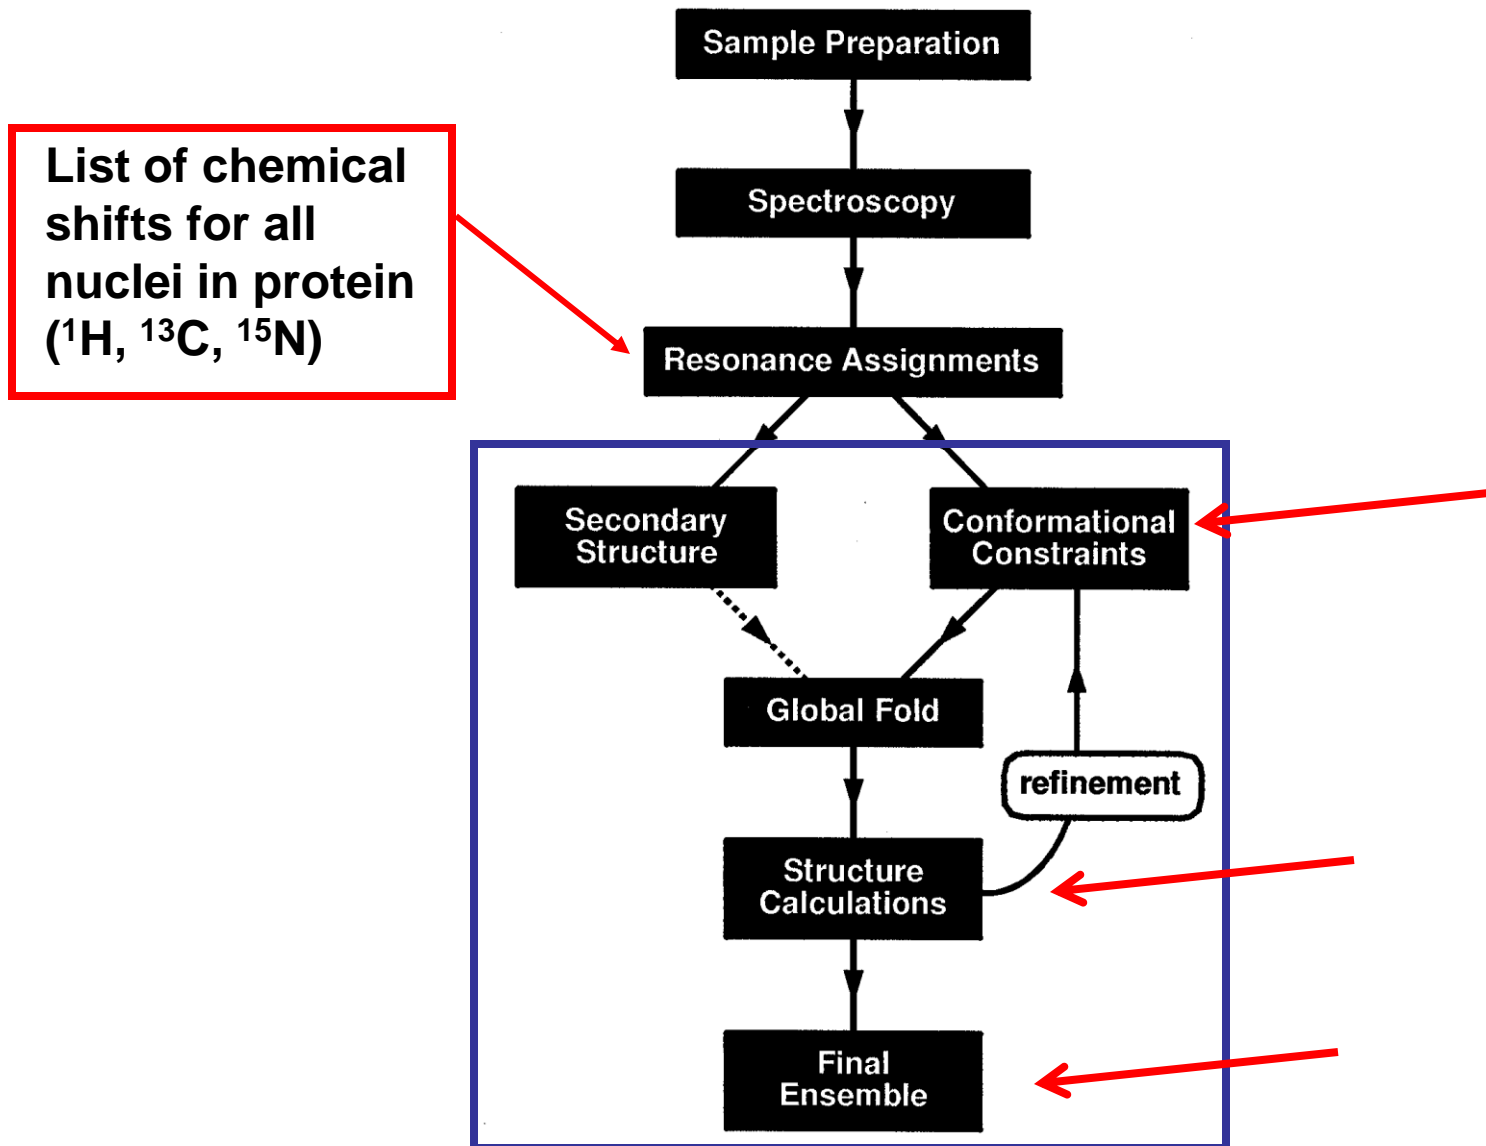 Sample Preparation
List of chemical
shifts for all
nuclei in protein
(¹H, ¹³C, ¹⁵N)
Spectroscopy
Resonance Assignments
Secondary
Structure
Conformational
Constraints
Global Fold
refinement
Structure
Calculations
Final
Ensemble